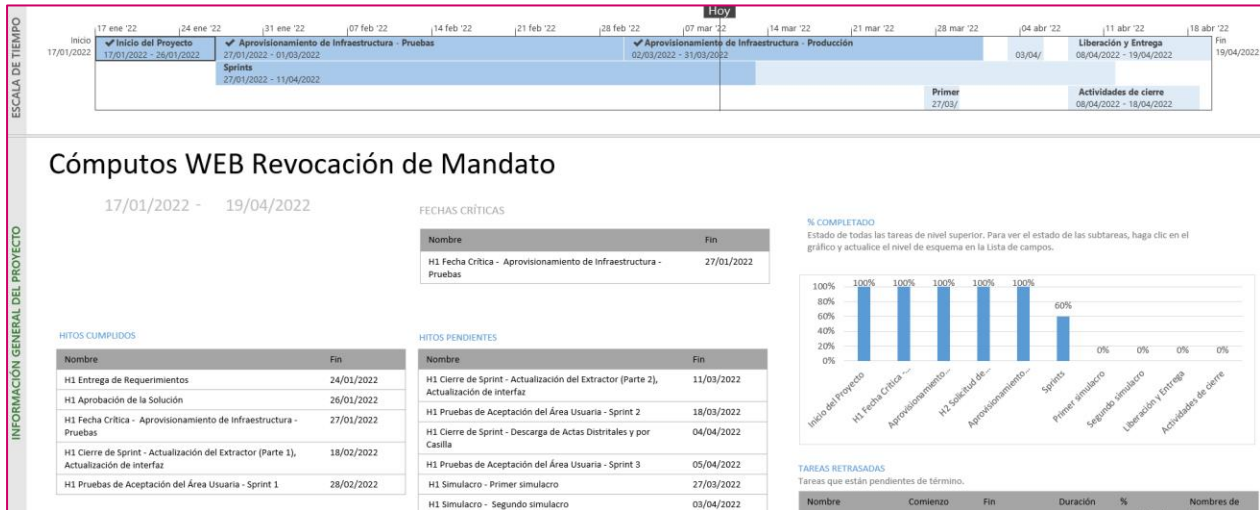 Hoy
17 ene '22 24 ene '22 31 ene '22 07 feb '22 14 feb '22 21 feb '22 28 feb '22 07 mar '22 14 mar '22 21 mar '22 28 mar '22 04 abr '22 11 abr '22 18 abr '22
ESCALA DE TIEMPO
Inicio
17/01/2022
✔Inicio del Proyecto
17/01/2022 - 26/01/2022
✔ Aprovisionamiento de Infraestructura - Pruebas
27/01/2022 - 01/03/2022
✔Aprovisionamiento de Infraestructura - Producción
02/03/2022 - 31/03/2022
03/04/
Liberación y Entrega
08/04/2022 - 19/04/2022
Fin
19/04/2022
Sprints
27/01/2022 - 11/04/2022
Primer
27/03/
Actividades de cierre
08/04/2022 - 18/04/2022
INFORMACIÓN GENERAL DEL PROYECTO
Cómputos WEB Revocación de Mandato
17/01/2022 - 19/04/2022
FECHAS CRÍTICAS
Nombre Fin
H1 Fecha Crítica - Aprovisionamiento de Infraestructura - 27/01/2022
Pruebas
HITOS CUMPLIDOS
Nombre Fin
H1 Entrega de Requerimientos 24/01/2022
H1 Aprobación de la Solución 26/01/2022
H1 Fecha Crítica - Aprovisionamiento de Infraestructura - 27/01/2022
Pruebas
H1 Cierre de Sprint - Actualización del Extractor (Parte 1), 18/02/2022
Actualización de interfaz
H1 Pruebas de Aceptación del Área Usuaria - Sprint 1 28/02/2022
HITOS PENDIENTES
Nombre Fin
H1 Cierre de Sprint - Actualización del Extractor (Parte 2), 11/03/2022
Actualización de interfaz
H1 Pruebas de Aceptación del Área Usuaria - Sprint 2 18/03/2022
H1 Cierre de Sprint - Descarga de Actas Distritales y por 04/04/2022
Casilla
H1 Pruebas de Aceptación del Área Usuaria - Sprint 3 05/04/2022
H1 Simulacro - Primer simulacro 27/03/2022
H1 Simulacro - Segundo simulacro 03/04/2022
% COMPLETADO
Estado de todas las tareas de nivel superior. Para ver el estado de las subtareas, haga clic en el
gráfico y actualice el nivel de esquema en la Lista de campos.
100% 100% 100% 100% 100% 60% 0% 0% 0% 0%
100%
80%
60%
40%
20%
0%
Inicio del Proyecto
H1 Fecha Crítica -...
Aprovisionamiento...
H2 Solicitud de...
Aprovisionamiento...
Sprints
Primer simulacro
Segundo simulacro
Liberación y Entrega
Actividades de cierre
TAREAS RETRASADAS
Tareas que están pendientes de término.
Nombre Comienzo Fin Duración % Nombres de